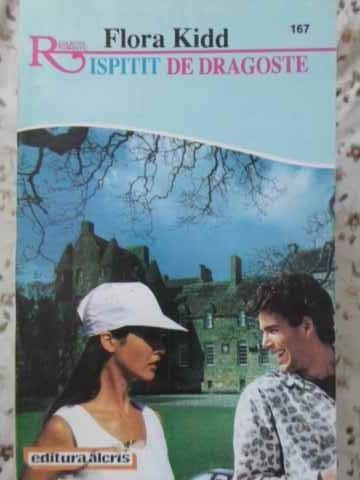 Flora Kidd
167
ISPITIT DE DRAGOSTE
editura alcris